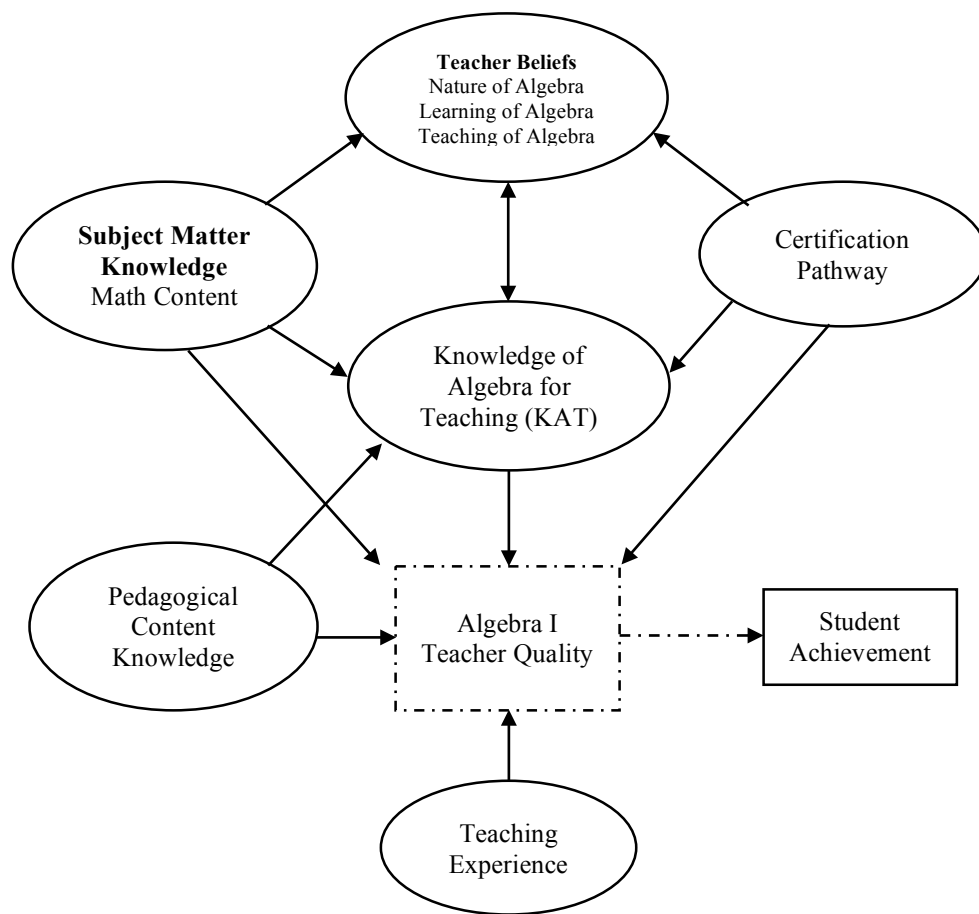 Teacher Beliefs
Nature of Algebra
Learning of Algebra
Teaching of Algebra
Subject Matter
Knowledge
Math Content
Certification
Pathway
Knowledge of
Algebra for
Teaching (KAT)
Pedagogical
Content
Knowledge
Algebra I
Teacher Quality
Student
Achievement
Teaching
Experience